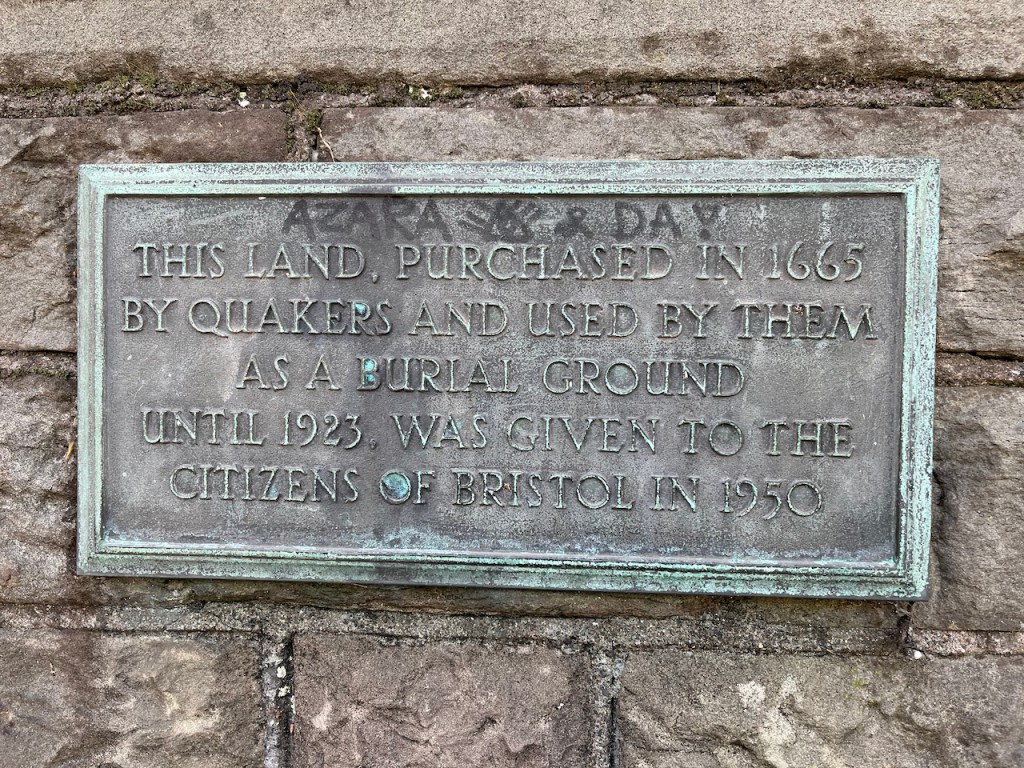 AZARA & DAY
THIS LAND, PURCHASED IN 1665
BY QUAKERS AND USED BY THEM
AS A BURIAL GROUND
UNTIL 1923, WAS GIVEN TO THE
CITIZENS OF BRISTOL IN 1950